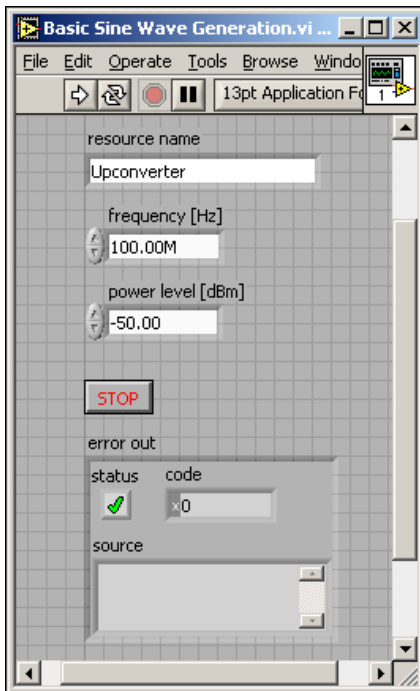 Basic Sine Wave Generation.vi ...
File Edit Operate Tools Browse Windo
13pt Application Fo
1
resource name
Upconverter
frequency [Hz]
100.00M
power level [dBm]
-50.00
STOP
error out
status code
x0
source